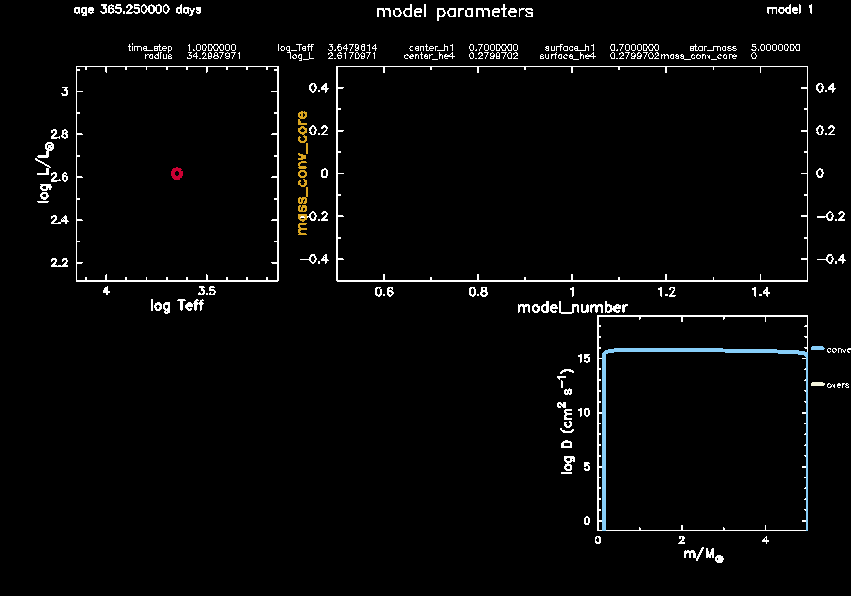 age 365.250000 days model parameters model 1
time_step 1.0000000 log_Teff 3.6479614 center_h1 0.7000000 surface_h1 0.7000000 star_mass 5.0000000
radius 34.2987971 log_L 2.6170971 center_he4 0.2799702 surface_he4 0.2799702 mass_conv_core 0
3
2.8
2.6
2.4
2.2
log L/L☉
4 3.5
log Teff
mass_conv_core
0.4 0.4
0.2 0.2
0 0
−0.2 −0.2
−0.4 −0.4
0.6 0.8 1 1.2 1.4
model_number
15
10
5
0
log D (cm² s⁻¹)
conve
overs
0 2 4
m/M☉